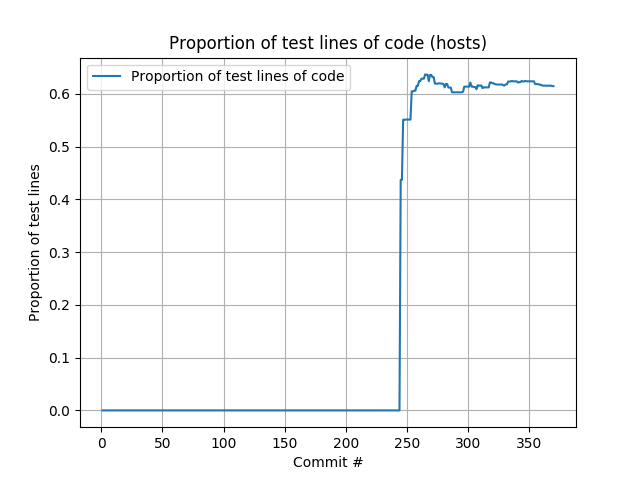 Proportion of test lines of code (hosts)
Proportion of test lines of code
Proportion of test lines
0.6
0.5
0.4
0.3
0.2
0.1
0.0
0 50 100 150 200 250 300 350
Commit #